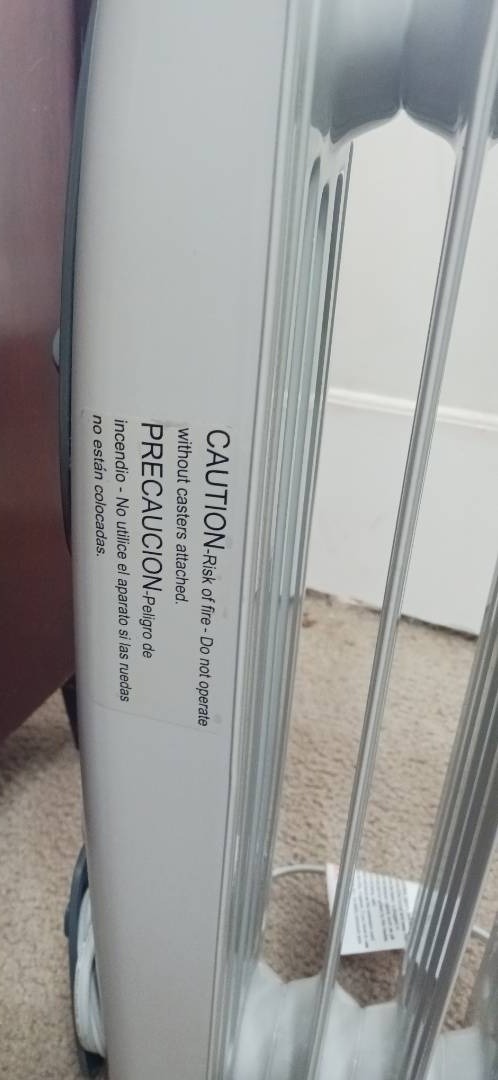 CAUTION-Risk of fire - Do not operate
without casters attached.
PRECAUCION-Peligro de
incendio - No utilice el aparato si las ruedas
no están colocadas.